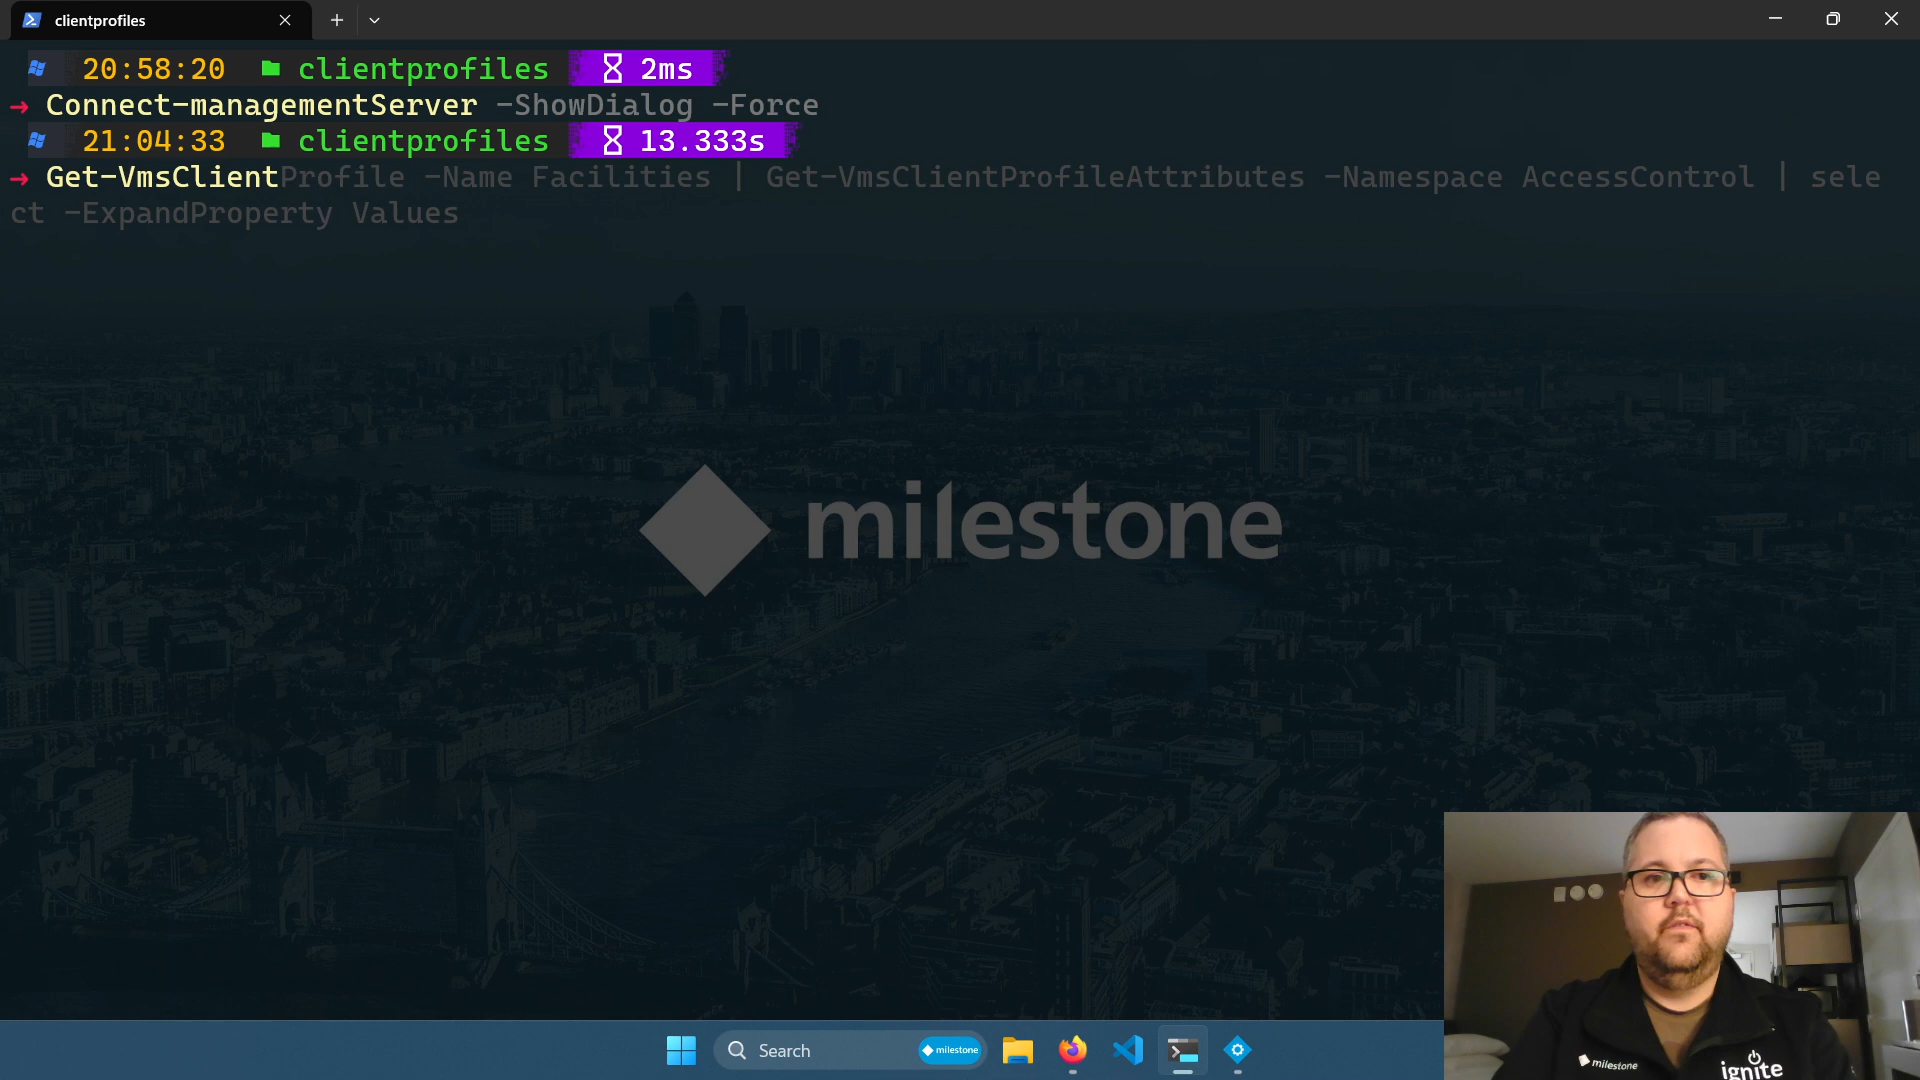 clientprofiles
20:58:20 clientprofiles 2ms
→ Connect-managementServer -ShowDialog -Force
21:04:33 clientprofiles 13.333s
→ Get-VmsClientProfile -Name Facilities | Get-VmsClientProfileAttributes -Namespace AccessControl | sele
ct -ExpandProperty Values
milestone
Search
milestone
milestone
ignite